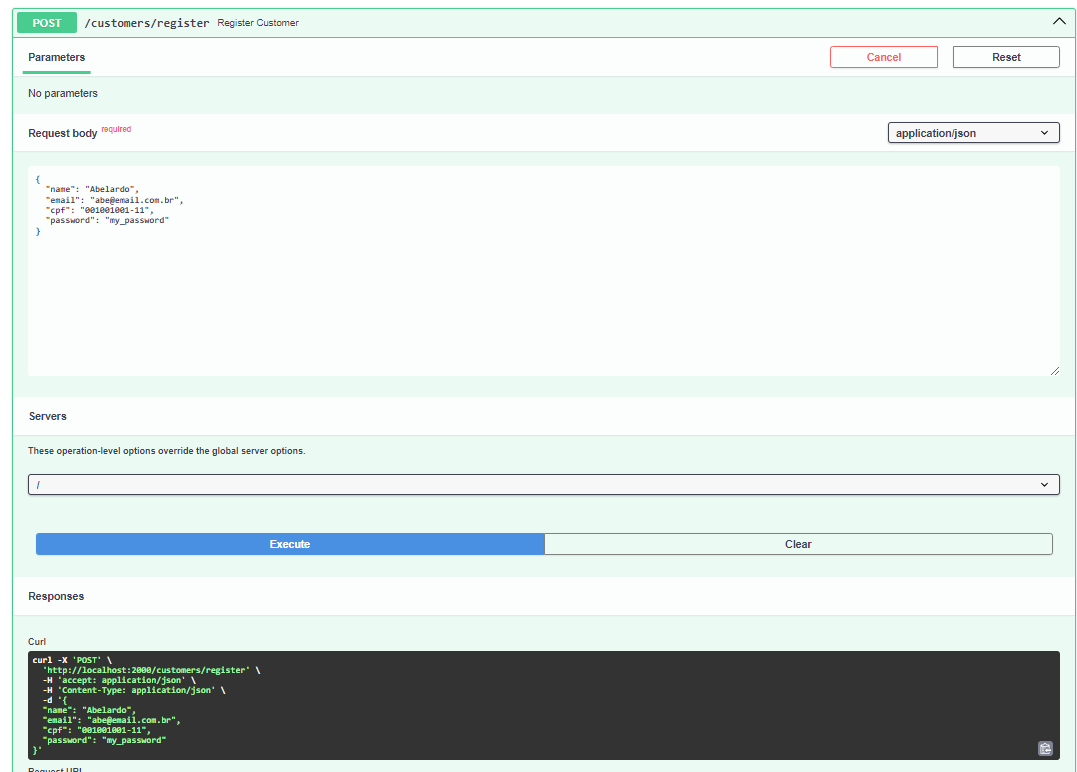 POST /customers/register Register Customer
Parameters Cancel Reset
No parameters
Request body required application/json
{
"name": "Abelardo",
"email": "abe@email.com.br",
"cpf": "001001001-11",
"password": "my_password"
}
Servers
These operation-level options override the global server options.
/
Execute Clear
Responses
Curl
curl -X 'POST' \
'http://localhost:2000/customers/register' \
-H 'accept: application/json' \
-H 'Content-Type: application/json' \
-d '{
"name": "Abelardo",
"email": "abe@email.com.br",
"cpf": "001001001-11",
"password": "my_password"
}'
Request URL